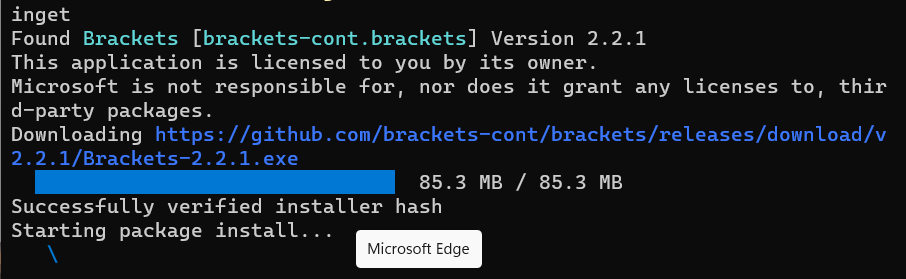 inget
Found Brackets [brackets-cont.brackets] Version 2.2.1
This application is licensed to you by its owner.
Microsoft is not responsible for, nor does it grant any licenses to, thir
d-party packages.
Downloading https://github.com/brackets-cont/brackets/releases/download/v
2.2.1/Brackets-2.2.1.exe
85.3 MB / 85.3 MB
Successfully verified installer hash
Starting package install...
Microsoft Edge
\